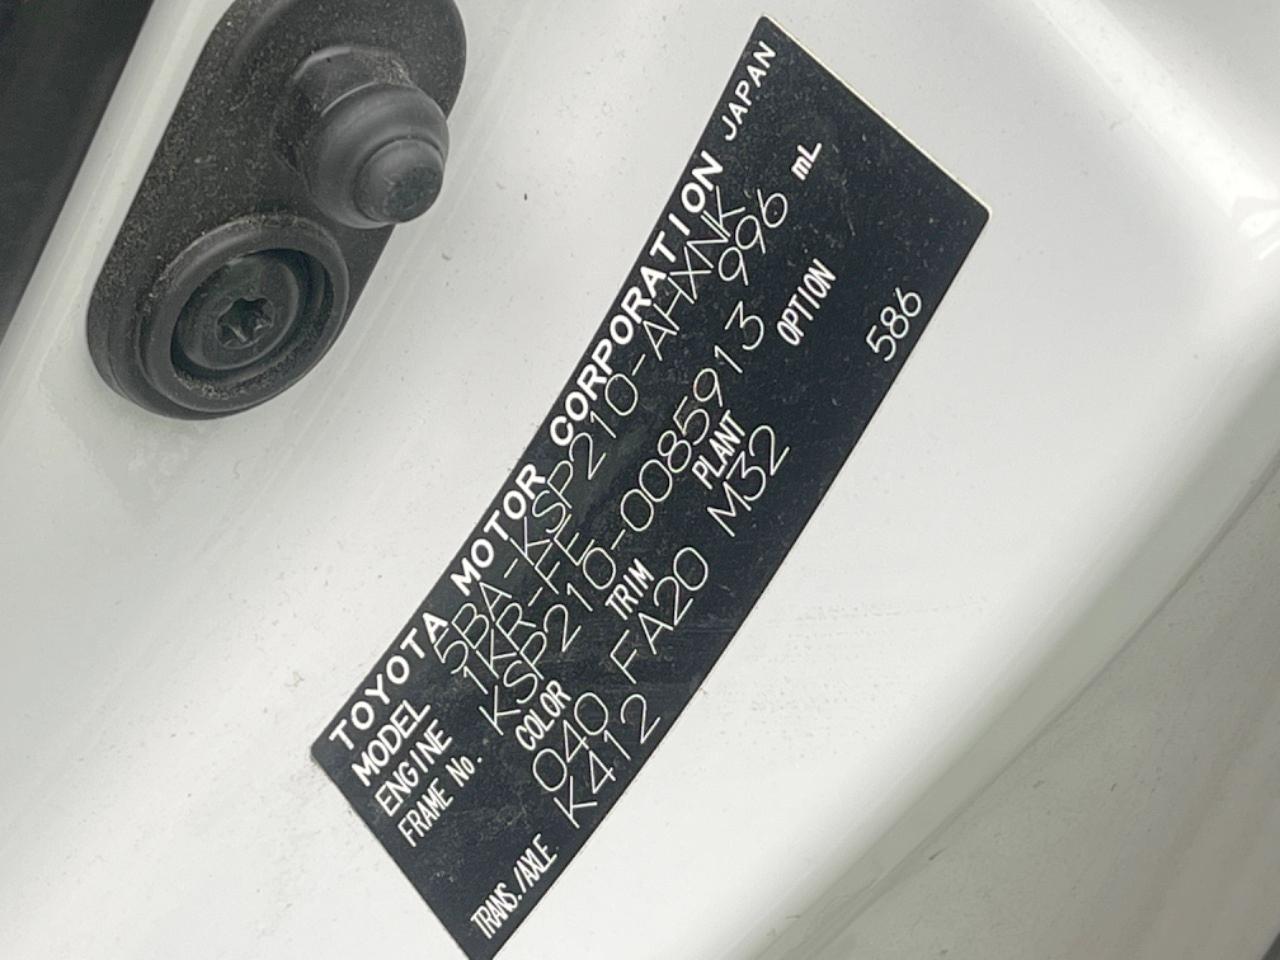 TOYOTA MOTOR CORPORATION JAPAN
MODEL 5BA-KSP210-AHXNK
ENGINE 1KR-FE 996 mL
FRAME No. KSP210-0085913
COLOR TRIM PLANT OPTION
040 FA20 M32 586
TRANS./AXLE K412